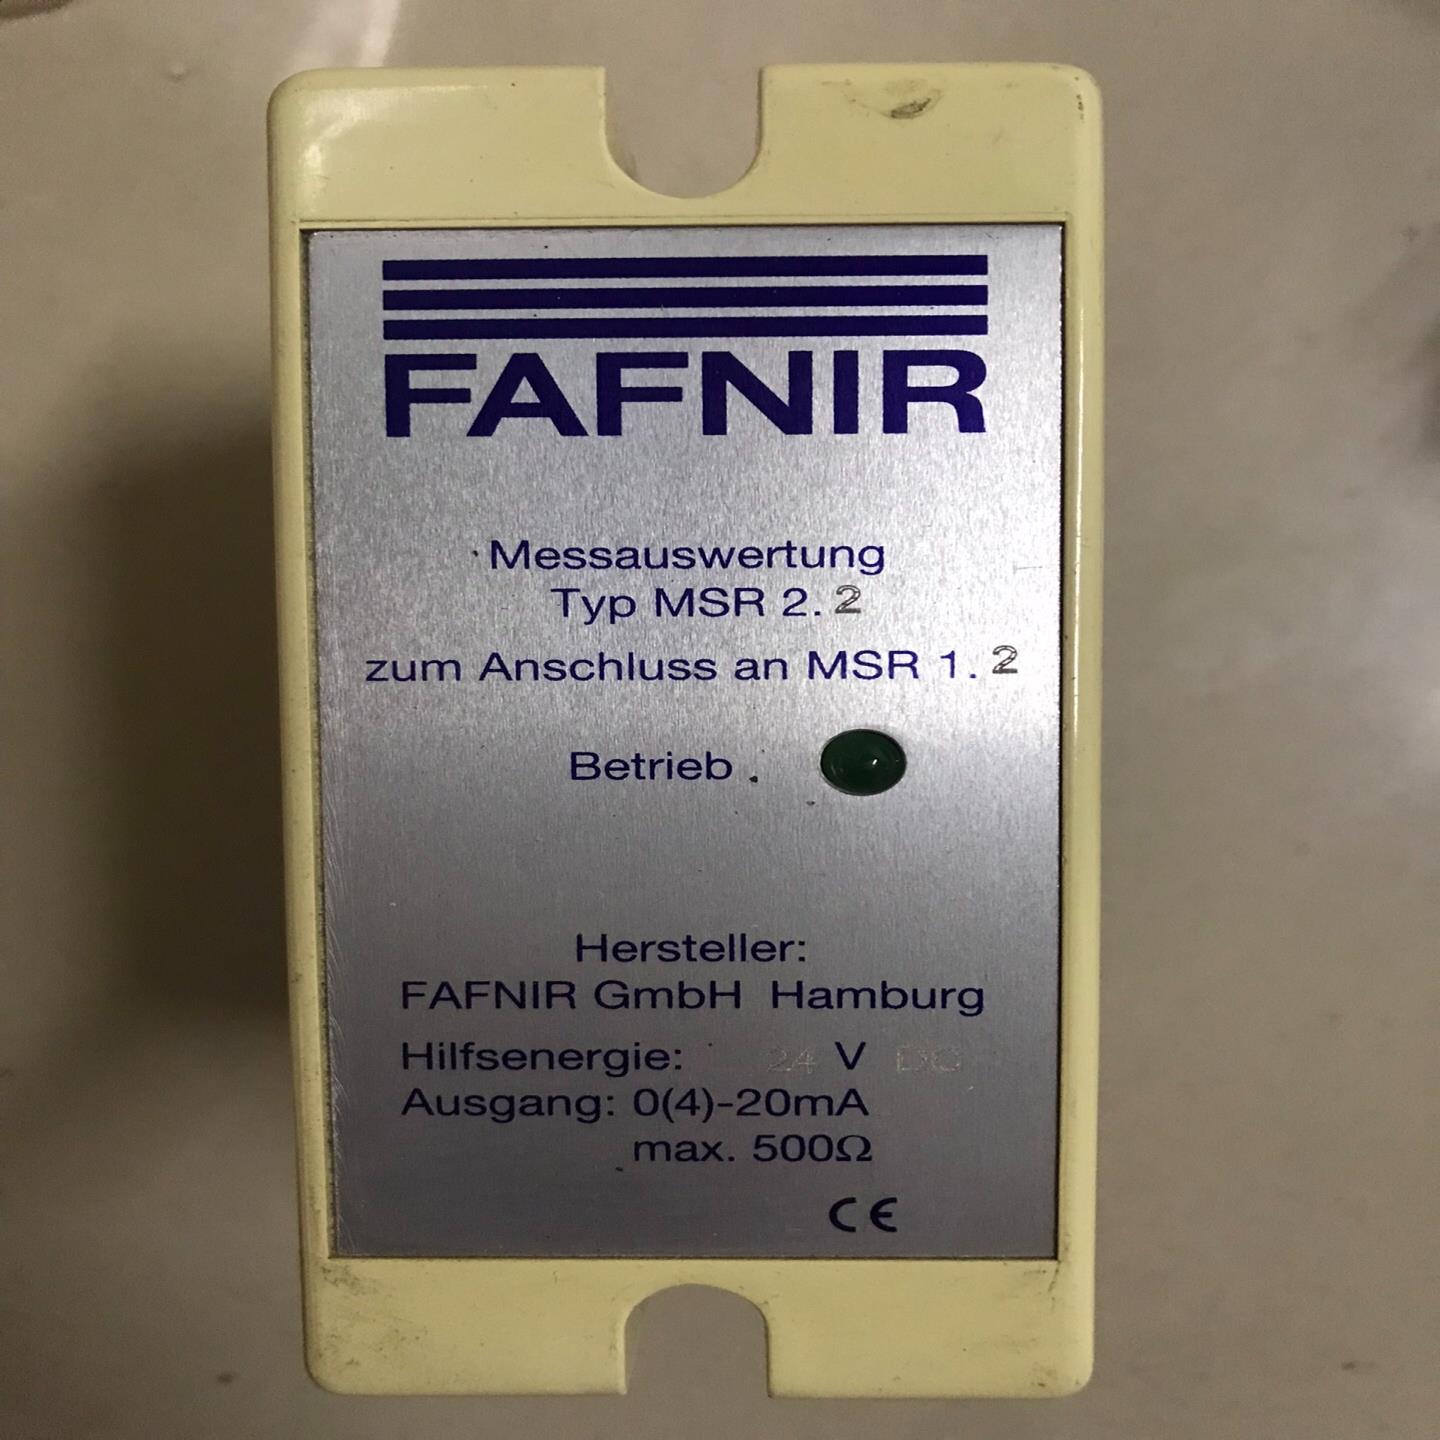 FAFNIR
Messauswertung
Typ MSR 2.2
zum Anschluss an MSR 1.2
Betrieb
Hersteller:
FAFNIR GmbH Hamburg
Hilfsenergie: 24 V DC
Ausgang: 0(4)-20mA
max. 500Ω
CE